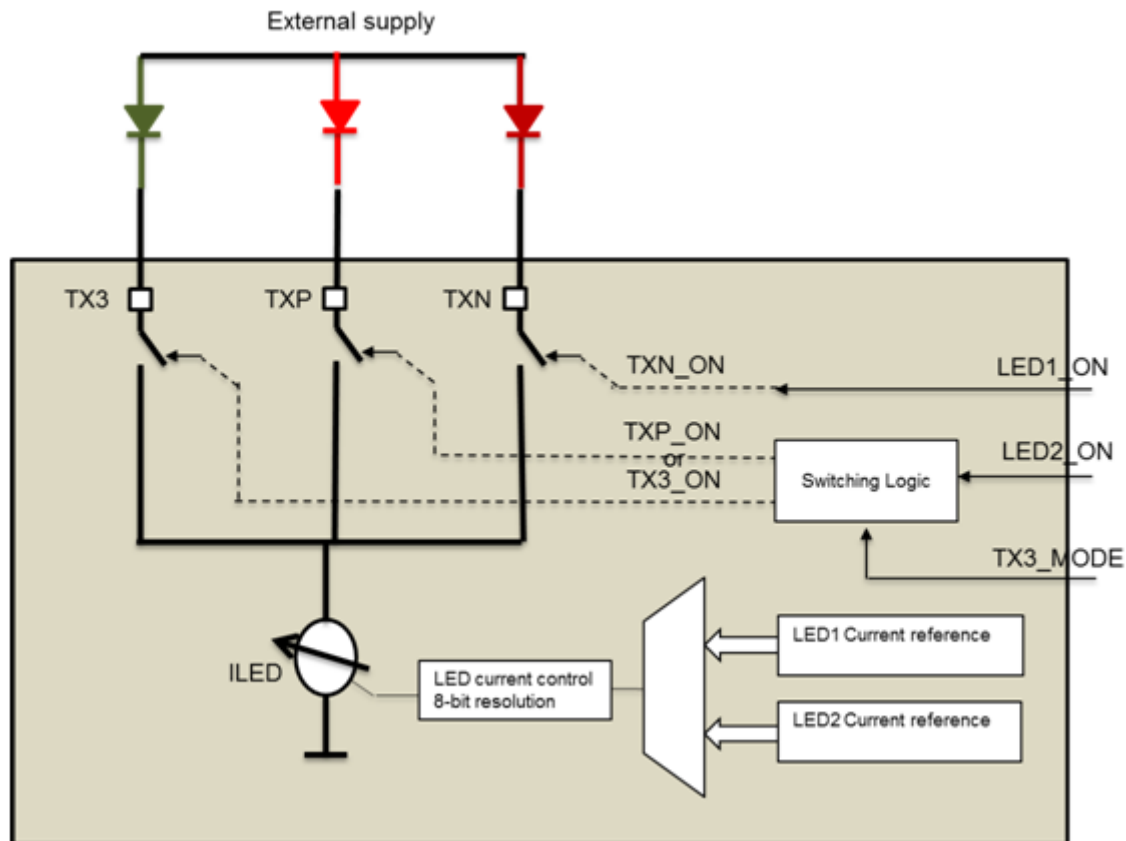 External supply
TX3
TXP
TXN
TXN_ON
LED1_ON
TXP_ON
or
TX3_ON
LED2_ON
Switching Logic
TX3_MODE
ILED
LED current control
8-bit resolution
LED1 Current reference
LED2 Current reference